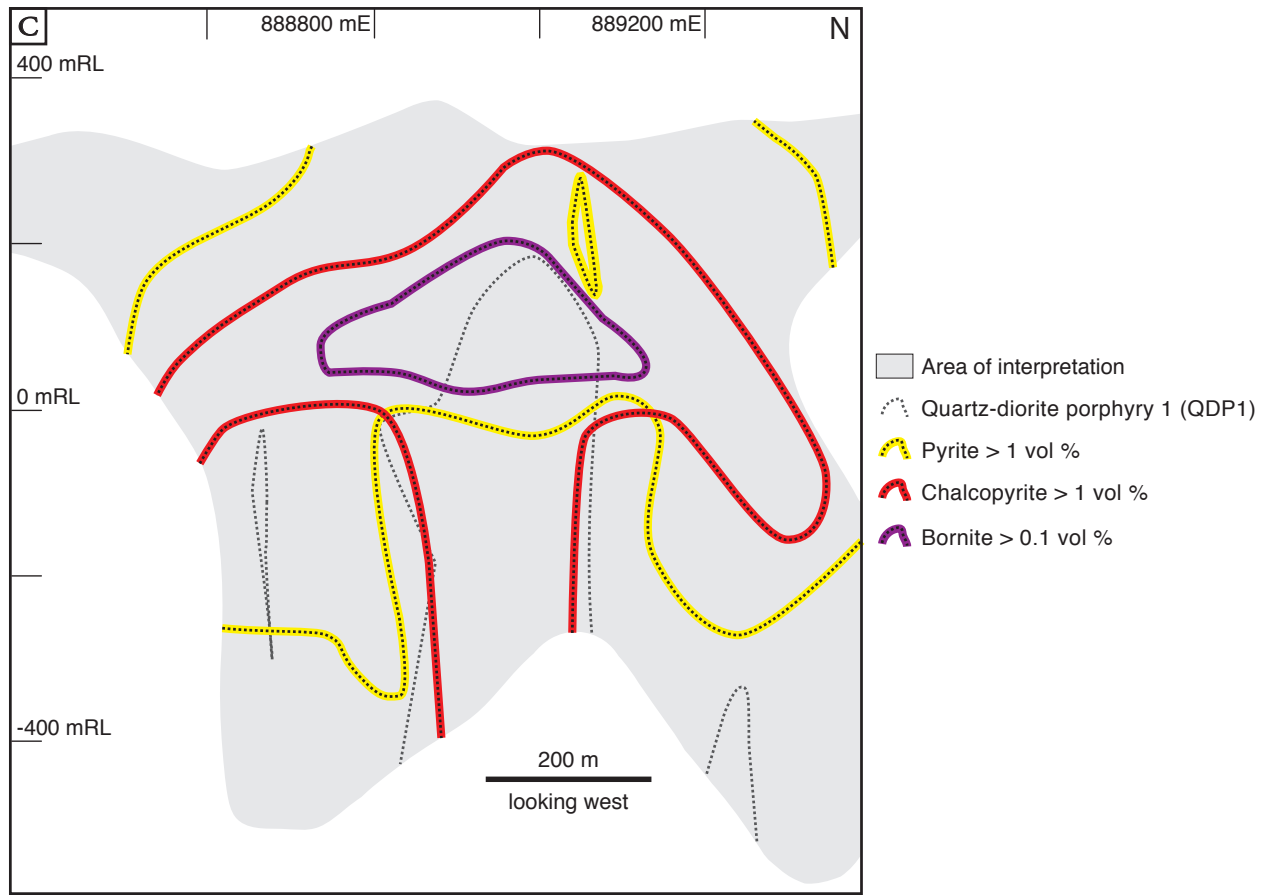 C
888800 mE
889200 mE
N
400 mRL
0 mRL
-400 mRL
200 m
looking west
Area of interpretation
Quartz-diorite porphyry 1 (QDP1)
Pyrite > 1 vol %
Chalcopyrite > 1 vol %
Bornite > 0.1 vol %